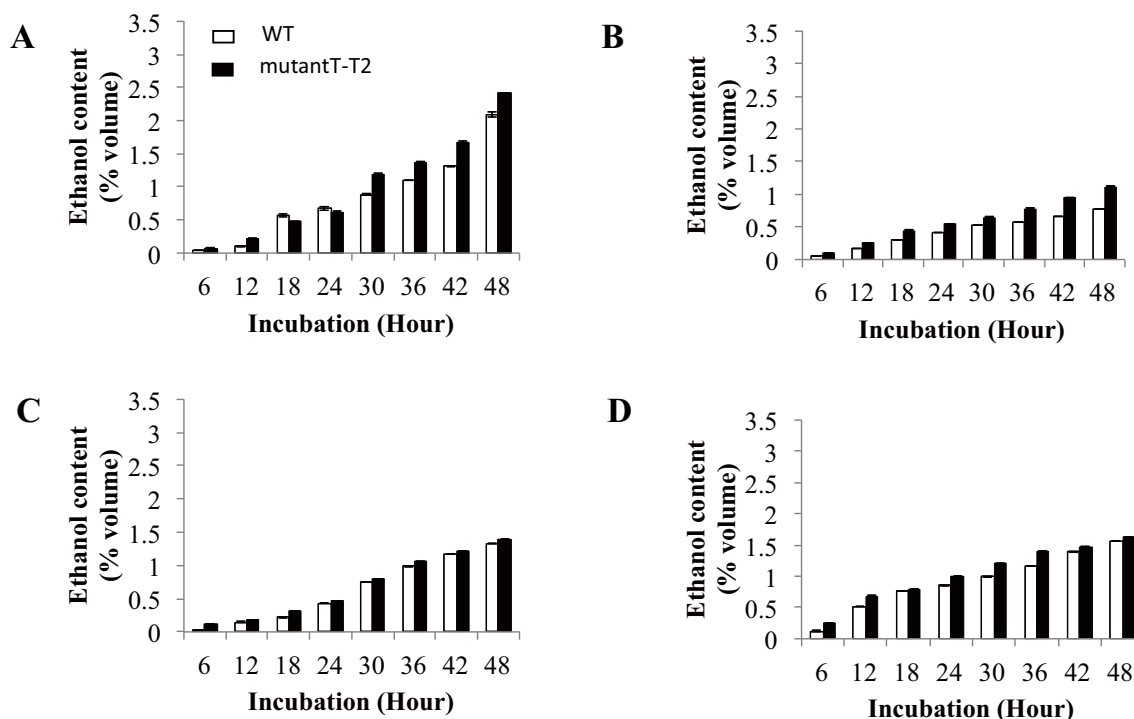 A
Ethanol content
(% volume)
3.5
3
2.5
2
1.5
1
0.5
0
WT
mutantT-T2
6 12 18 24 30 36 42 48
Incubation (Hour)
B
Ethanol content
(% volume)
3.5
3
2.5
2
1.5
1
0.5
0
6 12 18 24 30 36 42 48
Incubation (Hour)
C
Ethanol content
(% volume)
3.5
3
2.5
2
1.5
1
0.5
0
6 12 18 24 30 36 42 48
Incubation (Hour)
D
Ethanol content
(% volume)
3.5
3
2.5
2
1.5
1
0.5
0
6 12 18 24 30 36 42 48
Incubation (Hour)